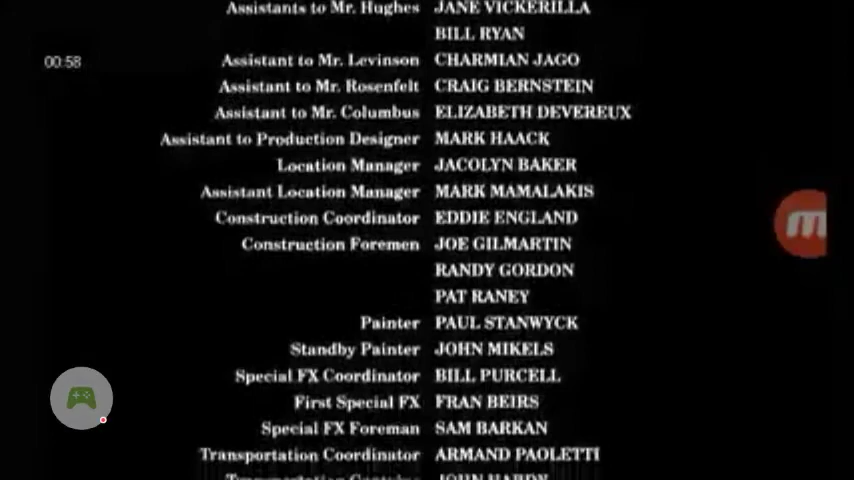 Assistants to Mr. Hughes JANE VICKERILLA
BILL RYAN
00:58
Assistant to Mr. Levinson CHARMIAN JAGO
Assistant to Mr. Rosenfelt CRAIG BERNSTEIN
Assistant to Mr. Columbus ELIZABETH DEVEREUX
Assistant to Production Designer MARK HAACK
Location Manager JACOLYN BAKER
Assistant Location Manager MARK MAMALAKIS
Construction Coordinator EDDIE ENGLAND
Construction Foremen JOE GILMARTIN
RANDY GORDON
PAT RANEY
Painter PAUL STANWYCK
Standby Painter JOHN MIKELS
Special FX Coordinator BILL PURCELL
First Special FX FRAN BEIRS
Special FX Foreman SAM BARKAN
Transportation Coordinator ARMAND PAOLETTI